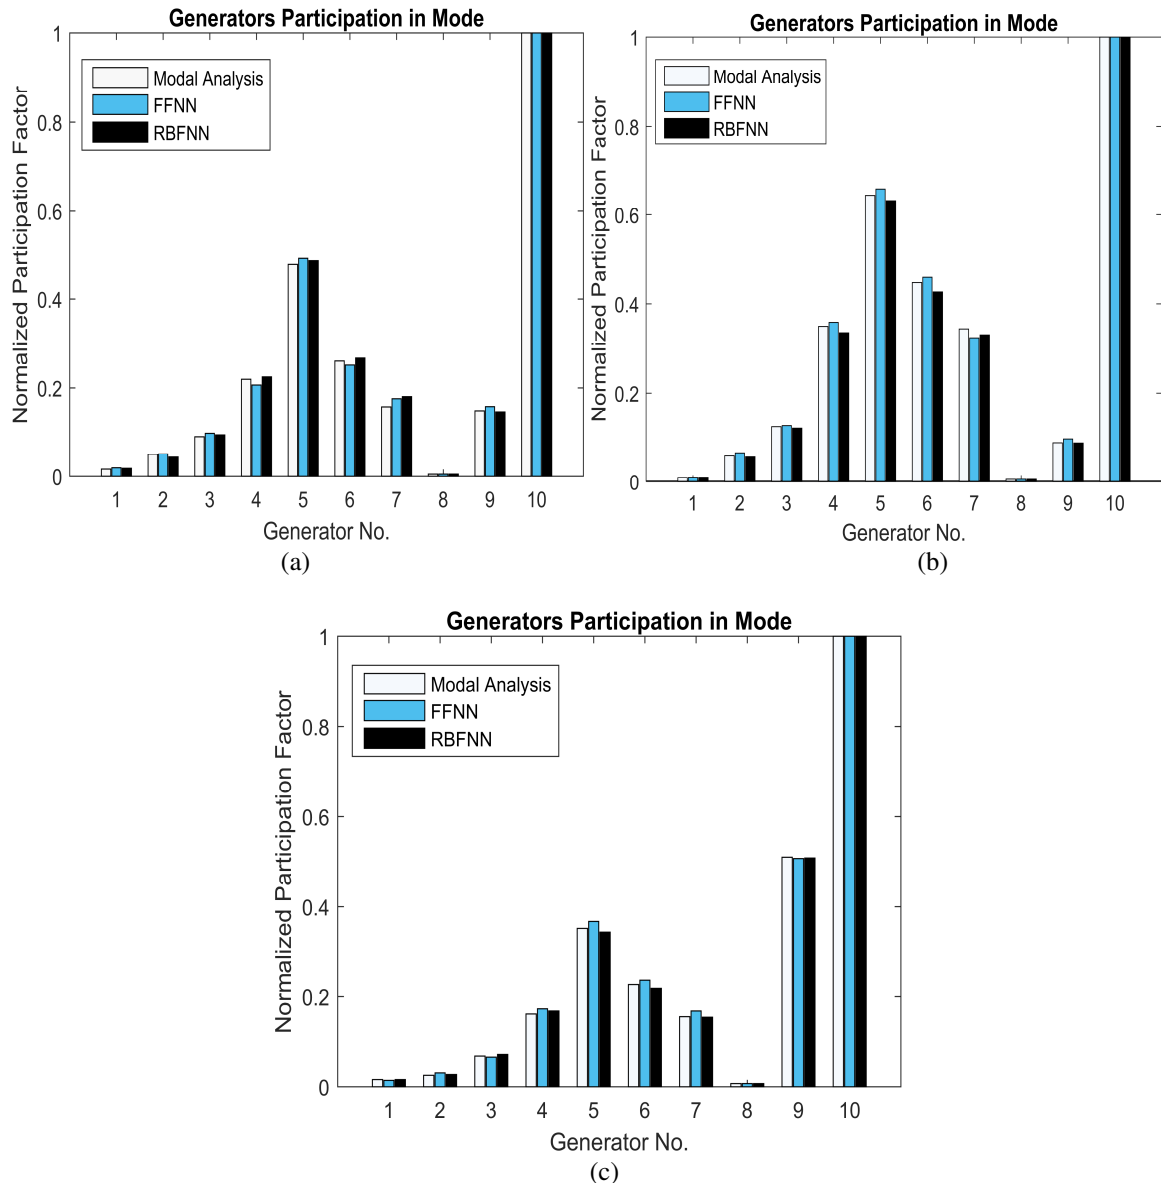 Generators Participation in Mode
Normalized Participation Factor
1
0.8
0.6
0.4
0.2
0
Modal Analysis
FFNN
RBFNN
1 2 3 4 5 6 7 8 9 10
Generator No.
(a)
Generators Participation in Mode
Normalized Participation Factor
1
0.8
0.6
0.4
0.2
0
Modal Analysis
FFNN
RBFNN
1 2 3 4 5 6 7 8 9 10
Generator No.
(b)
Generators Participation in Mode
Normalized Participation Factor
1
0.8
0.6
0.4
0.2
0
Modal Analysis
FFNN
RBFNN
1 2 3 4 5 6 7 8 9 10
Generator No.
(c)